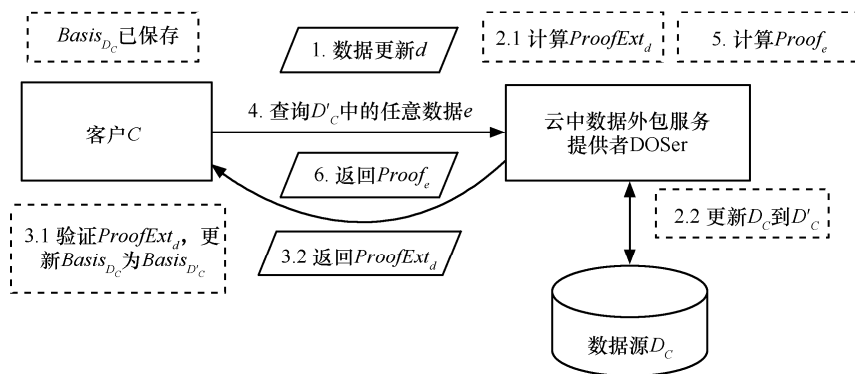 Basis_{D_C}已保存
1. 数据更新d
2.1 计算ProofExt_d
5. 计算Proof_e
客户C
4. 查询D'_C中的任意数据e
云中数据外包服务
提供者DOSer
6. 返回Proof_e
3.1 验证ProofExt_d，更
新Basis_{D_C}为Basis_{D'_C}
3.2 返回ProofExt_d
2.2 更新D_C到D'_C
数据源D_C